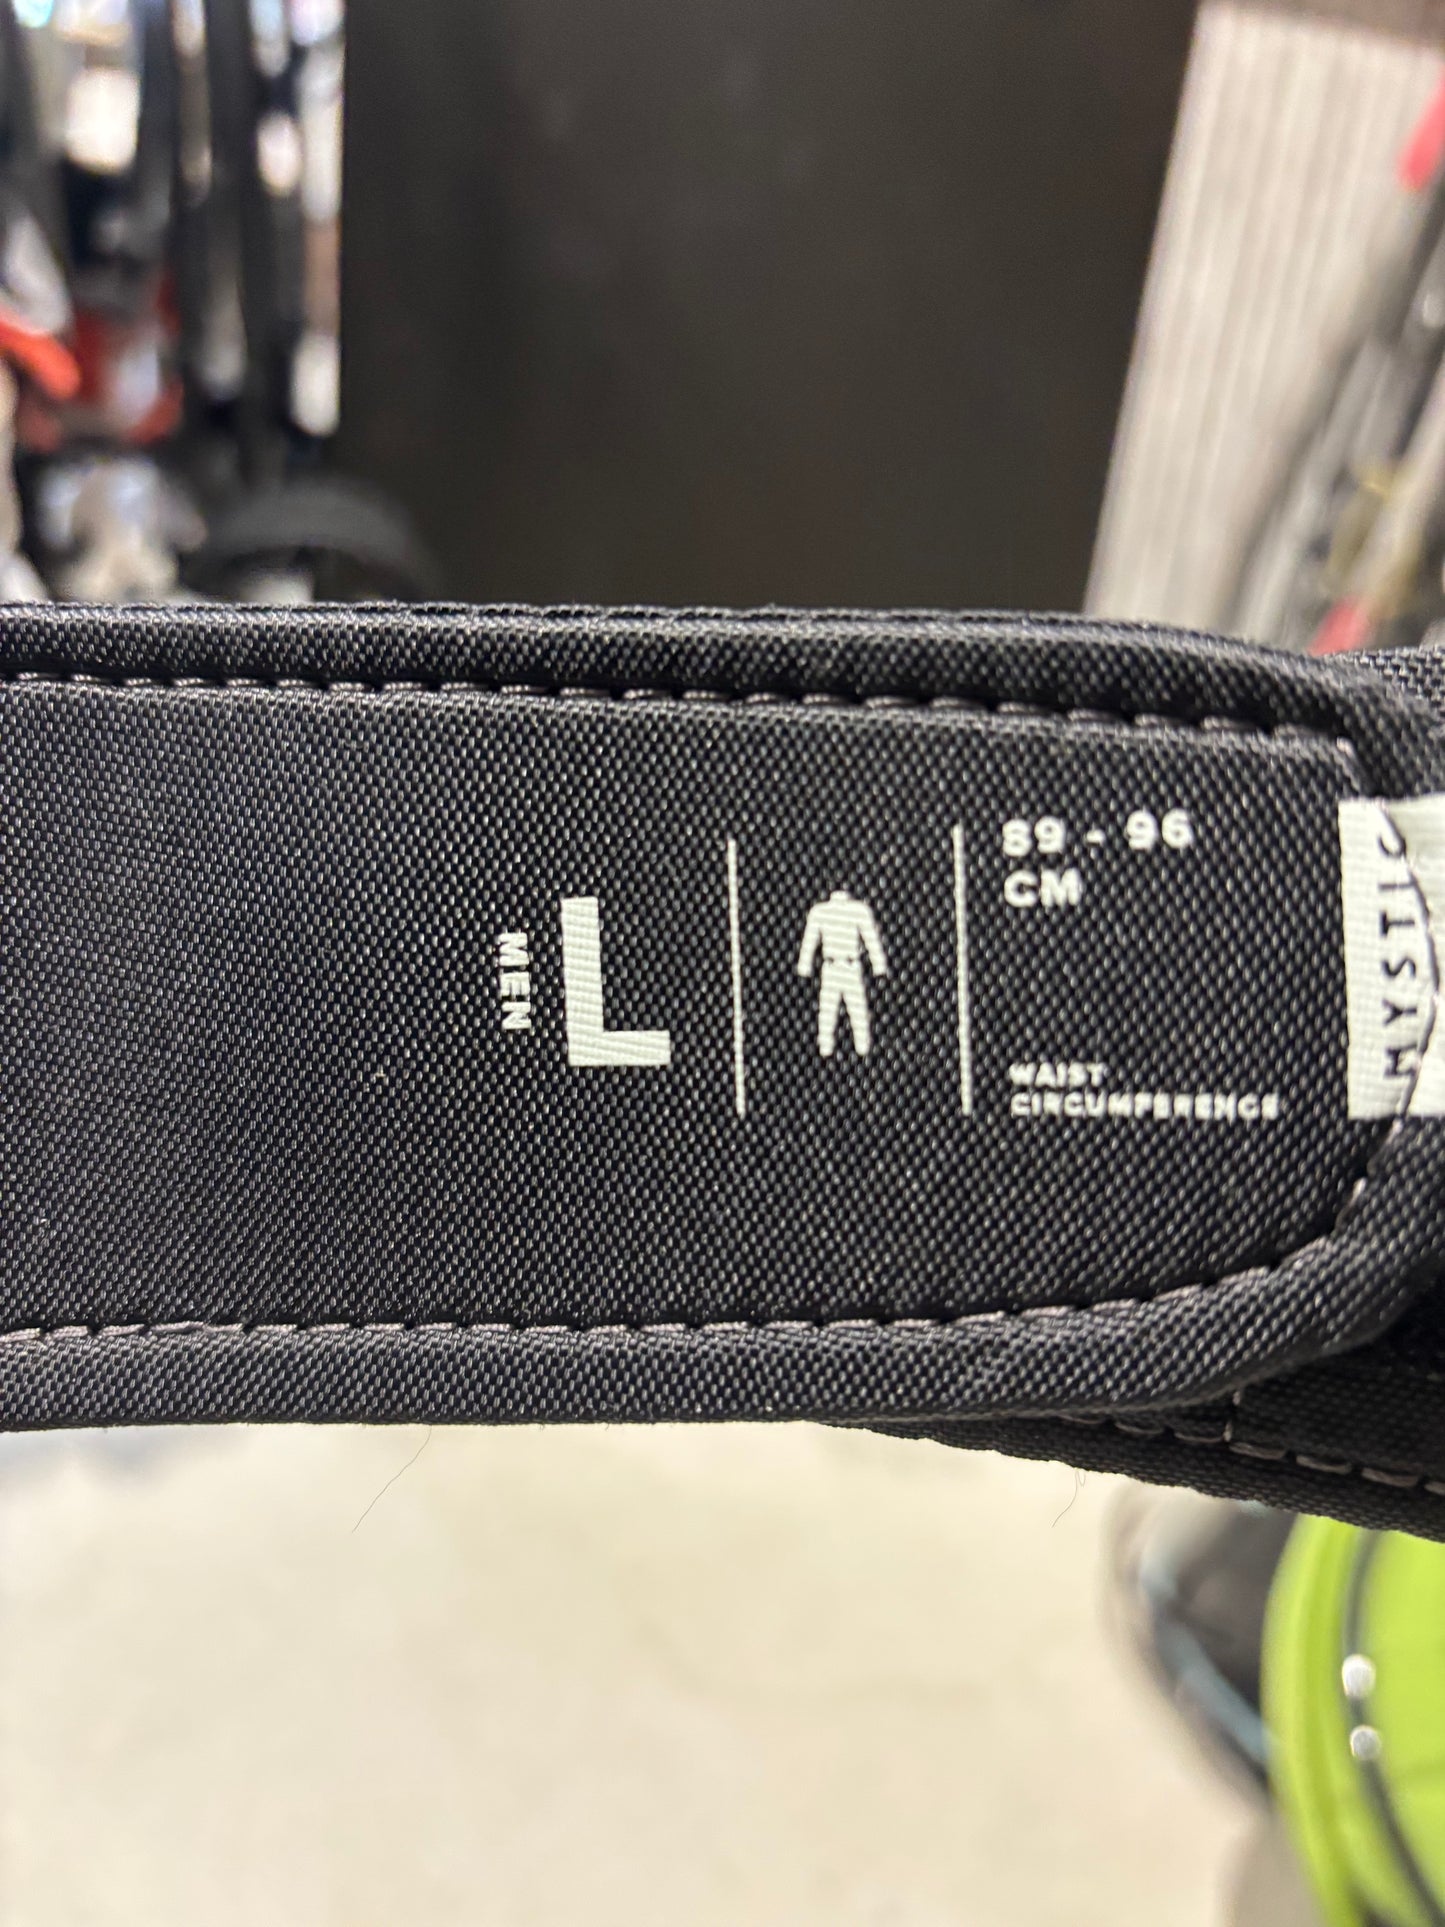 MEN
L
89 - 96
CM
WAIST
CIRCUMFERENCE
MYSTIC